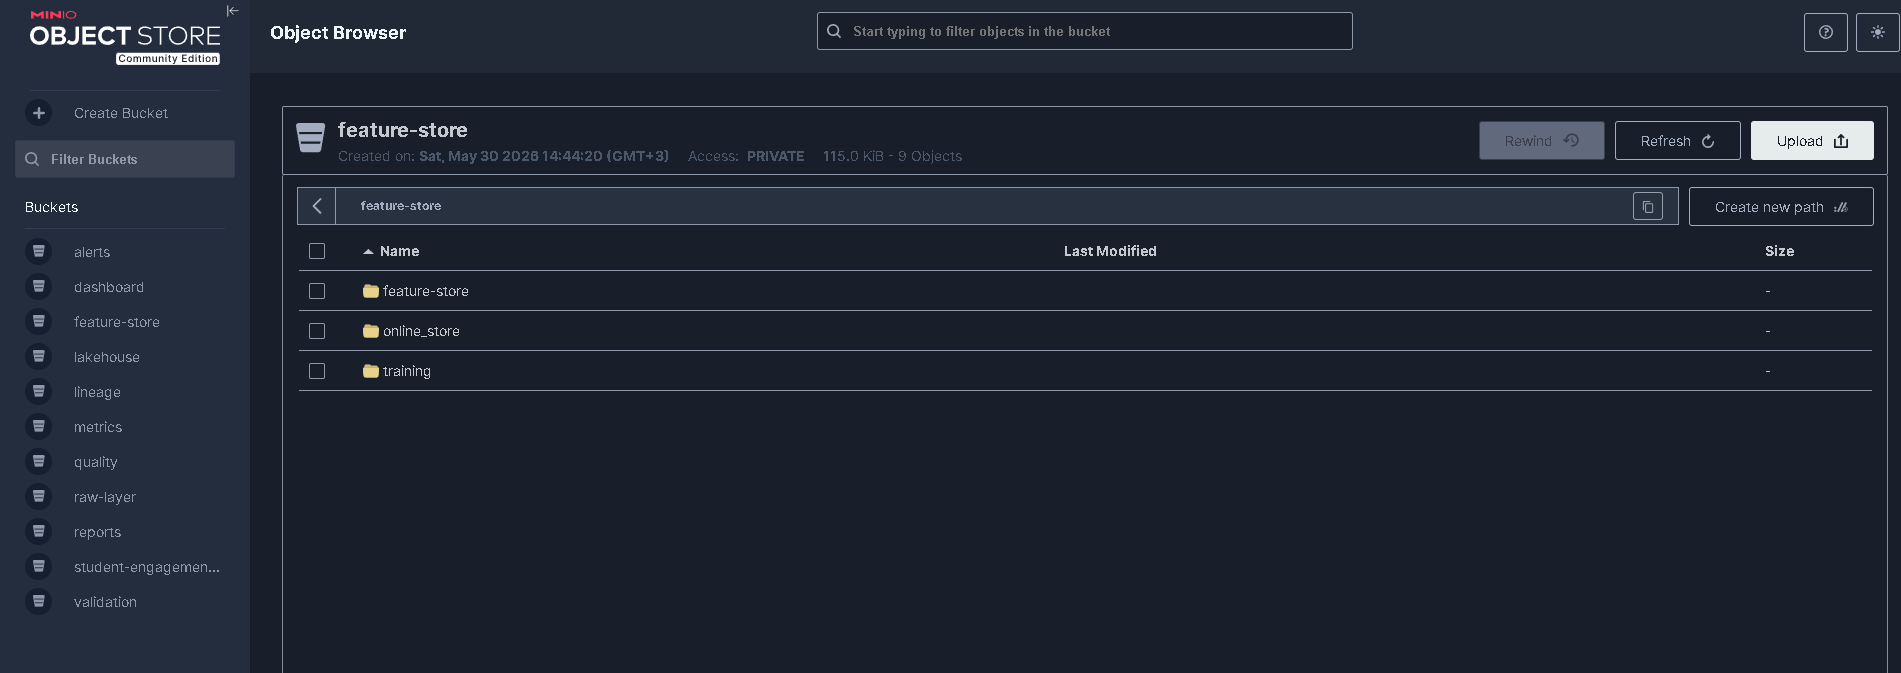 MINIO
OBJECT STORE
Community Edition
Create Bucket
Filter Buckets
Buckets
alerts
dashboard
feature-store
lakehouse
lineage
metrics
quality
raw-layer
reports
student-engagemen...
validation
Object Browser
Start typing to filter objects in the bucket
feature-store
Created on: Sat, May 30 2026 14:44:20 (GMT+3) Access: PRIVATE 115.0 KiB - 9 Objects
Rewind
Refresh
Upload
feature-store
Create new path
Name Last Modified Size
feature-store -
online_store -
training -